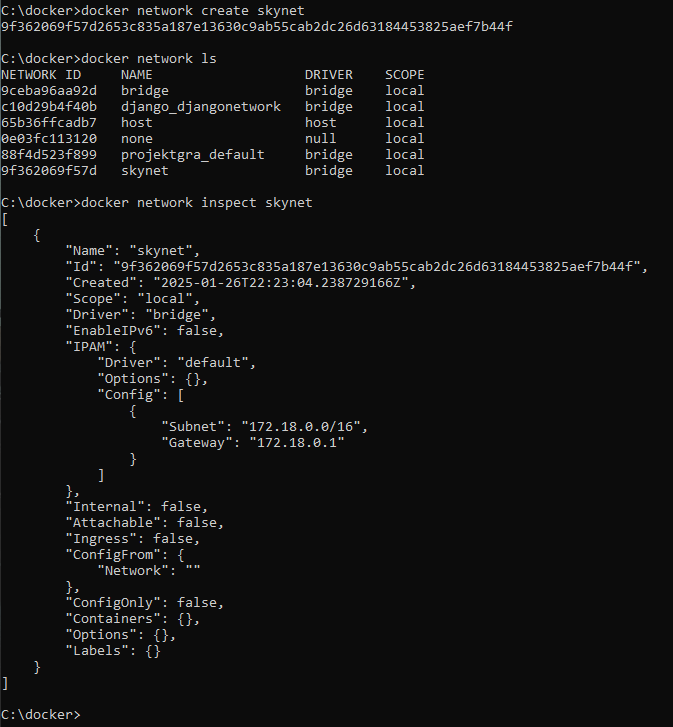 C:\docker>docker network create skynet
9f362069f57d2653c835a187e13630c9ab55cab2dc26d63184453825aef7b44f
C:\docker>docker network ls
NETWORK ID     NAME                   DRIVER    SCOPE
9ceba96aa92d   bridge                 bridge    local
c10d29b4f40b   django_djangonetwork   bridge    local
65b36ffcadb7   host                   host      local
0e03fc113120   none                   null      local
88f4d523f899   projektgra_default     bridge    local
9f362069f57d   skynet                 bridge    local
C:\docker>docker network inspect skynet
[
    {
        "Name": "skynet",
        "Id": "9f362069f57d2653c835a187e13630c9ab55cab2dc26d63184453825aef7b44f",
        "Created": "2025-01-26T22:23:04.238729166Z",
        "Scope": "local",
        "Driver": "bridge",
        "EnableIPv6": false,
        "IPAM": {
            "Driver": "default",
            "Options": {},
            "Config": [
                {
                    "Subnet": "172.18.0.0/16",
                    "Gateway": "172.18.0.1"
                }
            ]
        },
        "Internal": false,
        "Attachable": false,
        "Ingress": false,
        "ConfigFrom": {
            "Network": ""
        },
        "ConfigOnly": false,
        "Containers": {},
        "Options": {},
        "Labels": {}
    }
]
C:\docker>